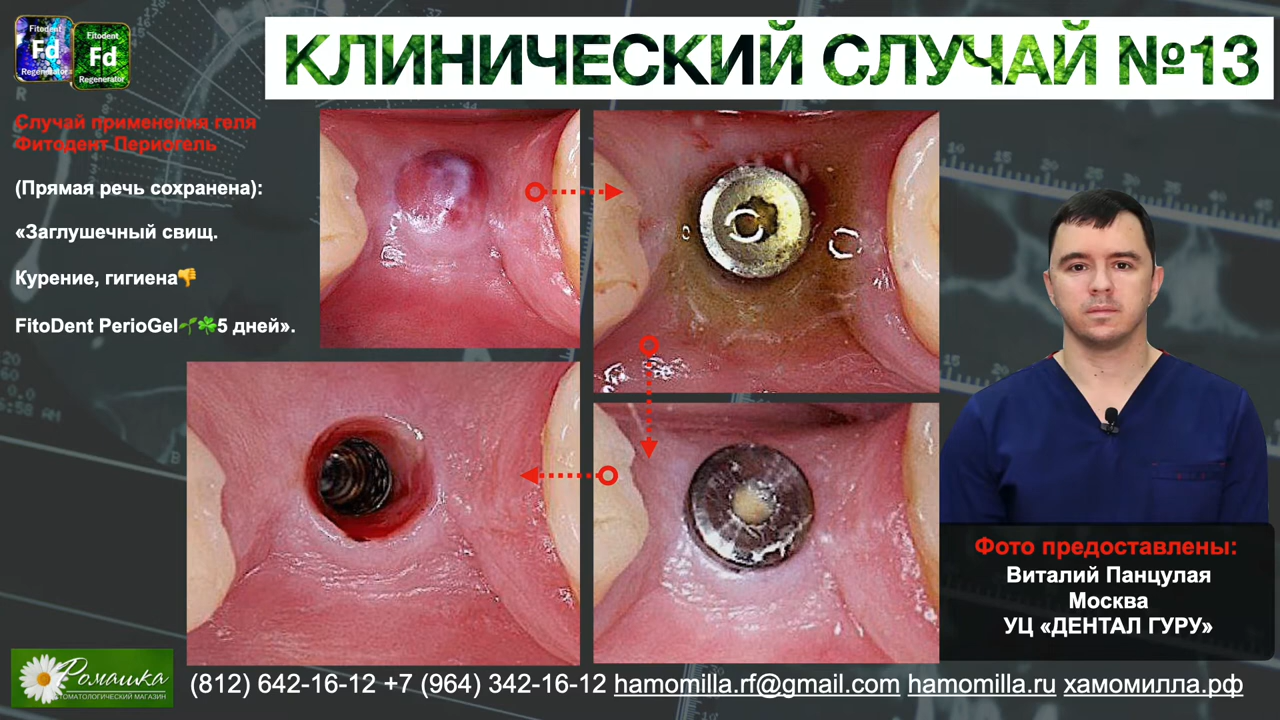 Fitodent
Fd
Regenerator
Fitodent
Fd
Regenerator
КЛИНИЧЕСКИЙ СЛУЧАЙ №13
Случай применения геля
Фитодент Периогель
(Прямая речь сохранена):
«Заглушечный свищ.
Курение, гигиена👎
FitoDent PerioGel🌱☘️5 дней».
Фото предоставлены:
Виталий Панцулая
Москва
УЦ «ДЕНТАЛ ГУРУ»
Ромашка
СТОМАТОЛОГИЧЕСКИЙ МАГАЗИН
(812) 642-16-12 +7 (964) 342-16-12 hamomilla.rf@gmail.com hamomilla.ru хамомилла.рф